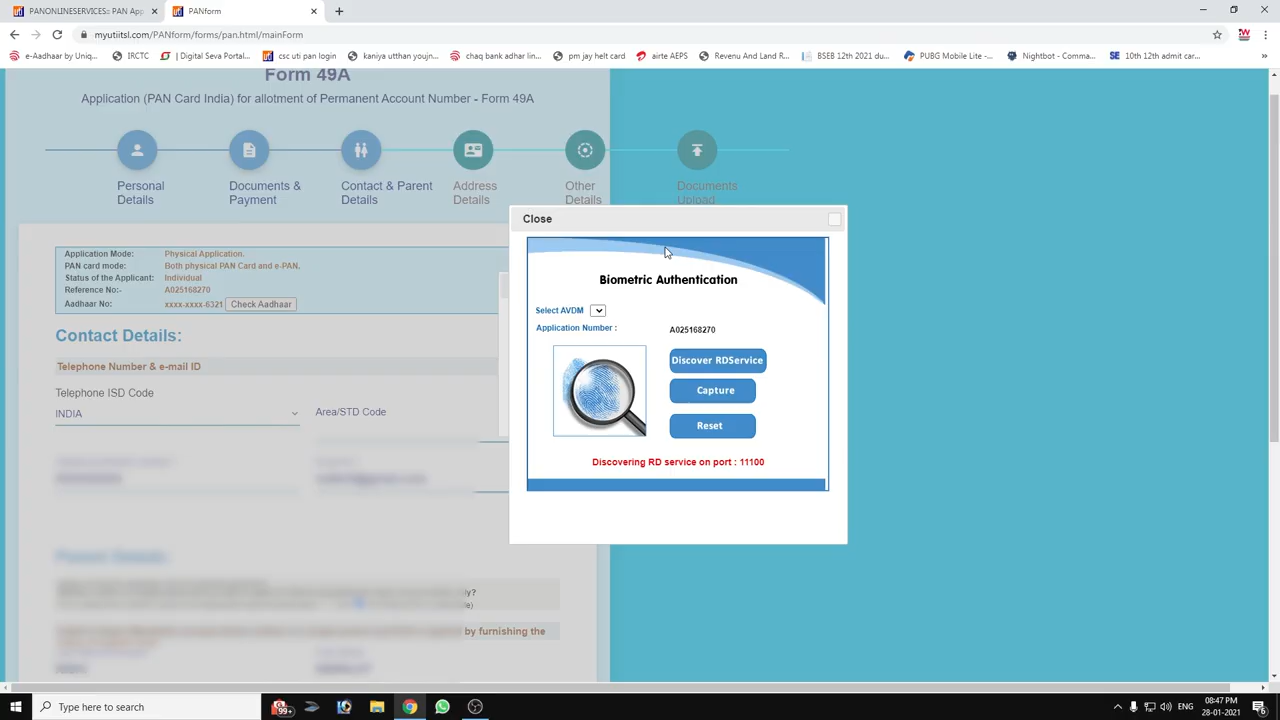 PANONLINESERVICES:: PAN App
PANform
myutiitsl.com/PANform/forms/pan.html/mainForm
e-Aadhaar by Uniq...
IRCTC
| Digital Seva Portal...
csc uti pan login
kaniya utthan youjn...
chaq bank adhar lin...
pm jay helt card
airte AEPS
Revenu And Land R...
BSEB 12th 2021 du...
PUBG Mobile Lite -...
Nightbot - Comma...
10th 12th admit car...
Form 49A
Application (PAN Card India) for allotment of Permanent Account Number - Form 49A
Personal Details
Documents & Payment
Contact & Parent Details
Address Details
Other Details
Documents Upload
Close
Application Mode: Physical Application.
PAN card mode: Both physical PAN Card and e-PAN.
Status of the Applicant: Individual
Reference No:- A025168270
Aadhar No: xxxx-xxxx-6321 Check Aadhaar
Contact Details:
Telephone Number & e-mail ID
Telephone ISD Code
INDIA
Area/STD Code
by furnishing the
Biometric Authentication
Select AVDM
Application Number : A025168270
Discover RDService
Capture
Reset
Discovering RD service on port : 11100
Type here to search
99+
ENG
08:47 PM
28-01-2021
6